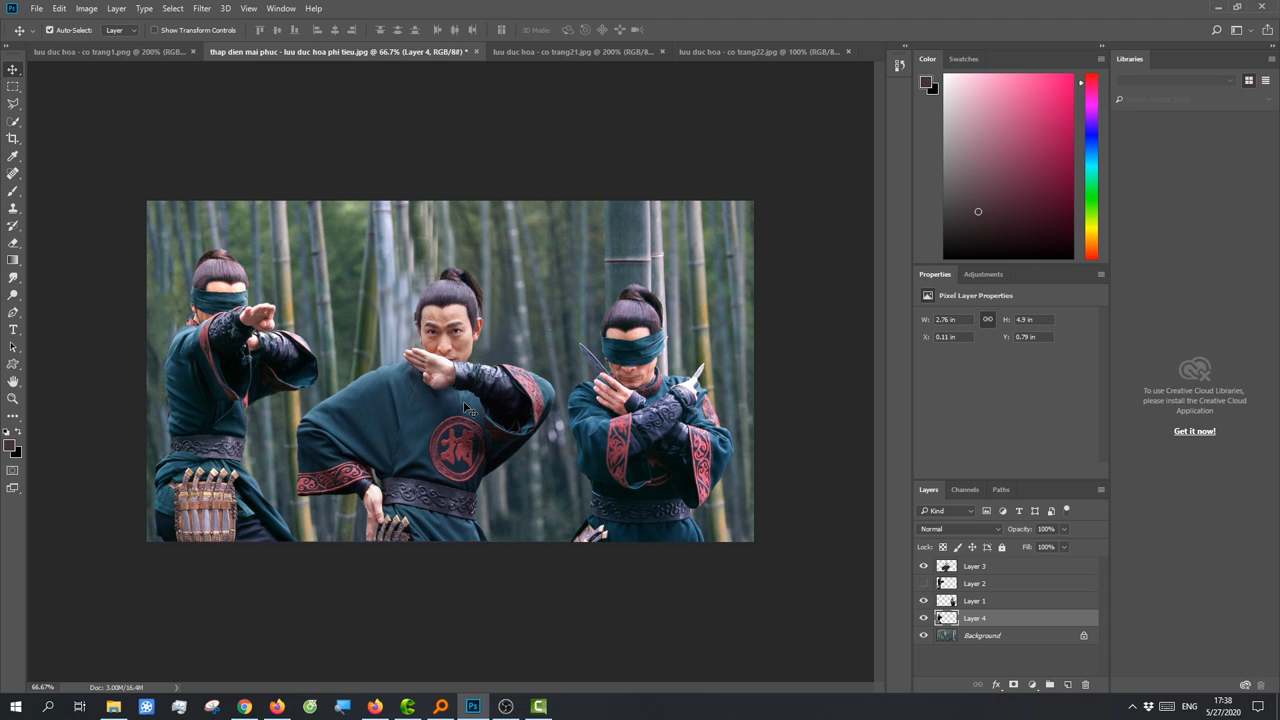 File Edit Image Layer Type Select Filter 3D View Window Help
Auto-Select: Layer Show Transform Controls 3D Mode:
luu duc hoa - co trang1.png @ 200% (RGB/8... × thap dien mai phuc - luu duc hoa phi tieu.jpg @ 66.7% (Layer 4, RGB/8#) * × luu duc hoa - co trang21.jpg @ 200% (RGB/8... × luu duc hoa - co trang22.jpg @ 100% (RGB/8... ×
Color Swatches
Libraries
Search Adobe Stock
Properties Adjustments
Pixel Layer Properties
W: 2.76 in H: 4.9 in
X: 0.11 in Y: 0.79 in
To use Creative Cloud Libraries,
please install the Creative Cloud
Application
Get it now!
Layers Channels Paths
Kind
Normal Opacity: 100%
Lock: Fill: 100%
Layer 3
Layer 2
Layer 1
Layer 4
Background
66.67% Doc: 3.00M/16.4M
ENG 17:38
5/27/2020